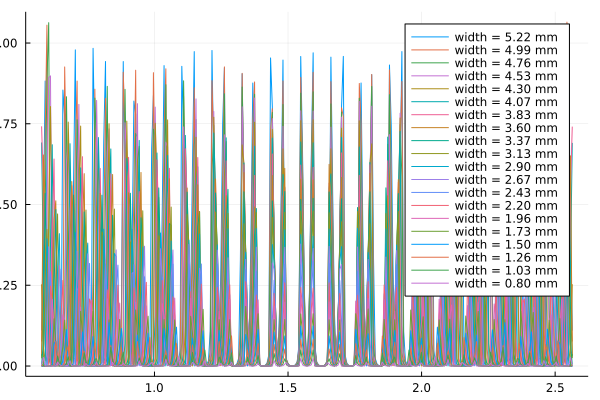 width = 5.22 mm
width = 4.99 mm
width = 4.76 mm
width = 4.53 mm
width = 4.30 mm
width = 4.07 mm
width = 3.83 mm
width = 3.60 mm
width = 3.37 mm
width = 3.13 mm
width = 2.90 mm
width = 2.67 mm
width = 2.43 mm
width = 2.20 mm
width = 1.96 mm
width = 1.73 mm
width = 1.50 mm
width = 1.26 mm
width = 1.03 mm
width = 0.80 mm
.00
.75
.50
.25
.00
1.0 1.5 2.0 2.5